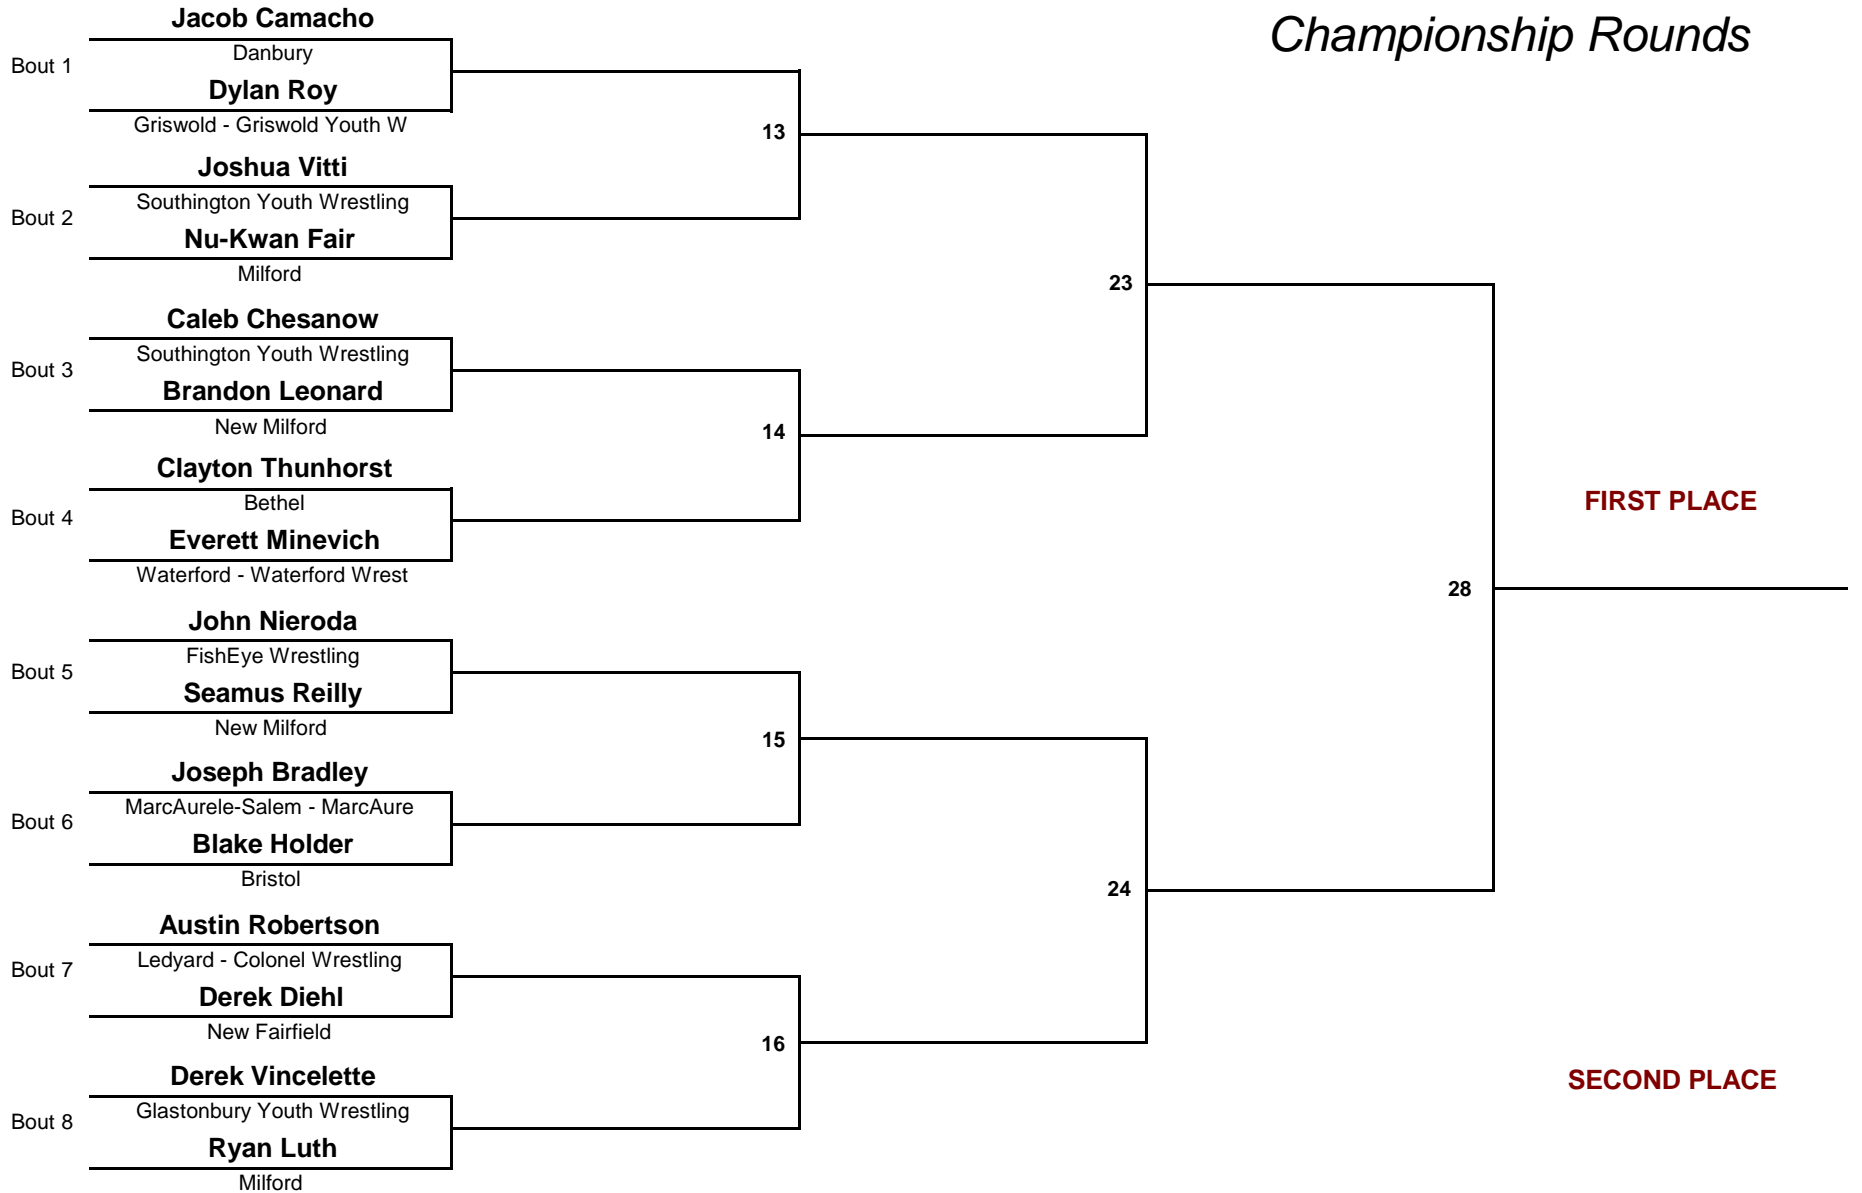 Championship Rounds
Jacob Camacho
Bout 1
Danbury
Dylan Roy
Griswold - Griswold Youth W
13
Joshua Vitti
Bout 2
Southington Youth Wrestling
Nu-Kwan Fair
Milford
23
Caleb Chesanow
Bout 3
Southington Youth Wrestling
Brandon Leonard
New Milford
14
Clayton Thunhorst
Bout 4
Bethel
Everett Minevich
Waterford - Waterford Wrest
FIRST PLACE
28
John Nieroda
Bout 5
FishEye Wrestling
Seamus Reilly
New Milford
15
Joseph Bradley
Bout 6
MarcAurele-Salem - MarcAure
Blake Holder
Bristol
24
Austin Robertson
Bout 7
Ledyard - Colonel Wrestling
Derek Diehl
New Fairfield
16
Derek Vincelette
Bout 8
Glastonbury Youth Wrestling
Ryan Luth
Milford
SECOND PLACE